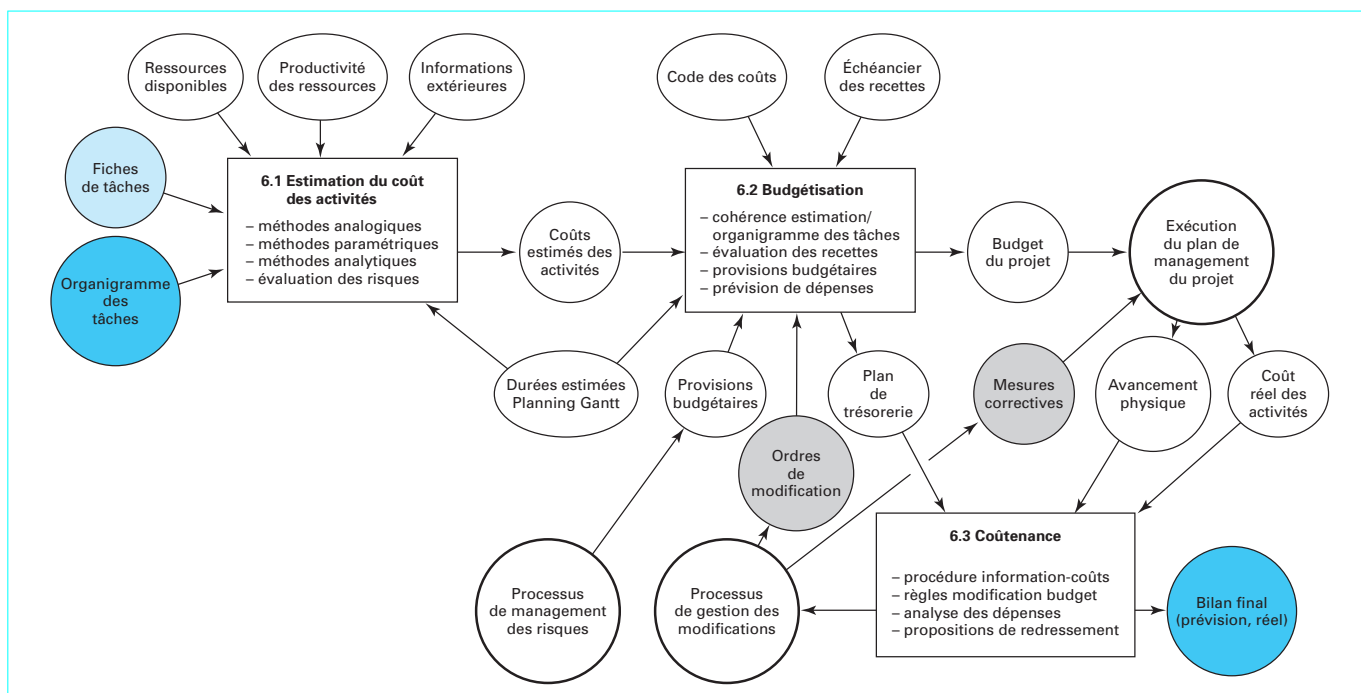 Ressources
disponibles
Productivité
des ressources
Informations
extérieures
Code des coûts
Échéancier
des recettes
Fiches
de tâches
Organigramme
des
tâches
6.1 Estimation du coût
des activités
– méthodes analogiques
– méthodes paramétriques
– méthodes analytiques
– évaluation des risques
Coûts
estimés des
activités
6.2 Budgétisation
– cohérence estimation/
organigramme des tâches
– évaluation des recettes
– provisions budgétaires
– prévision de dépenses
Budget
du projet
Exécution
du plan de
management
du projet
Durées estimées
Planning Gantt
Provisions
budgétaires
Ordres
de
modification
Plan
de
trésorerie
Mesures
correctives
Avancement
physique
Coût
réel des
activités
Processus
de management
des risques
Processus
de gestion des
modifications
6.3 Coûtenance
– procédure information-coûts
– règles modification budget
– analyse des dépenses
– propositions de redressement
Bilan final
(prévision, réel)